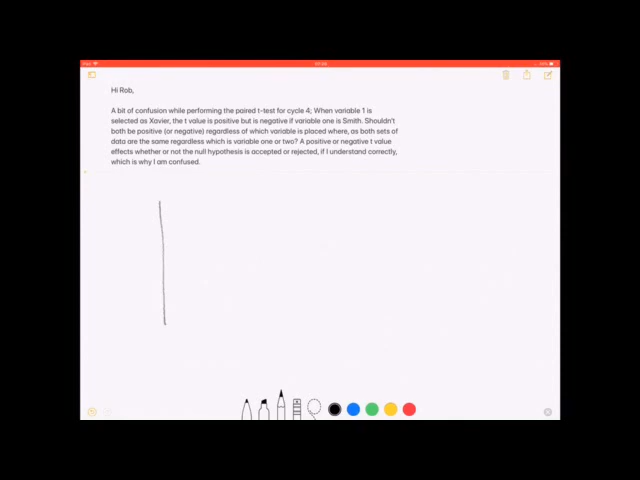 Hi Rob,
A bit of confusion while performing the paired t-test for cycle 4; When variable 1 is
selected as Xavier, the t value is positive but is negative if variable one is Smith. Shouldn't
both be positive (or negative) regardless of which variable is placed where, as both sets of
data are the same regardless which is variable one or two? A positive or negative t value
effects whether or not the null hypothesis is accepted or rejected, if I understand correctly,
which is why I am confused.